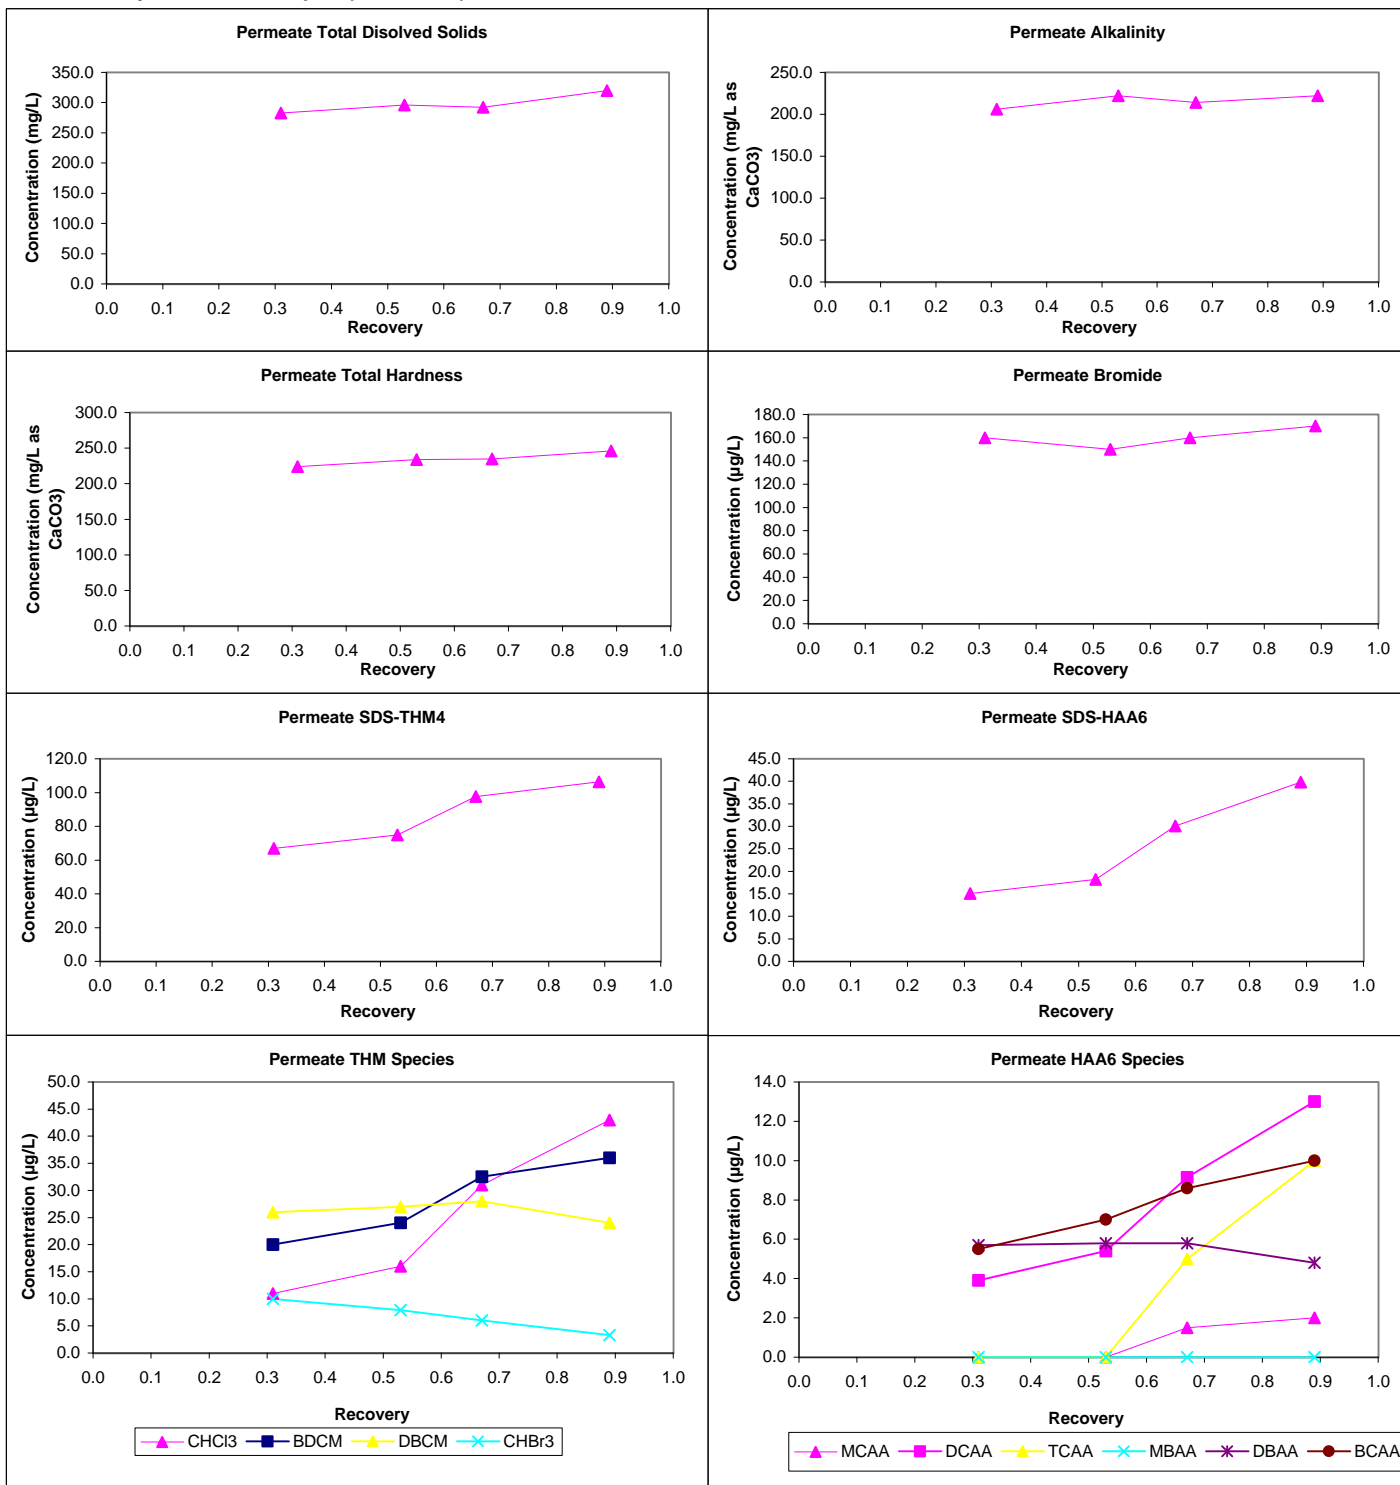 Permeate Total Disolved Solids
Concentration (mg/L)
350.0
300.0
250.0
200.0
150.0
100.0
50.0
0.0
0.0 0.1 0.2 0.3 0.4 0.5 0.6 0.7 0.8 0.9 1.0
Recovery
Permeate Alkalinity
Concentration (mg/L as
CaCO3)
250.0
200.0
150.0
100.0
50.0
0.0
0.0 0.1 0.2 0.3 0.4 0.5 0.6 0.7 0.8 0.9 1.0
Recovery
Permeate Total Hardness
Concentration (mg/L as
CaCO3)
300.0
250.0
200.0
150.0
100.0
50.0
0.0
0.0 0.1 0.2 0.3 0.4 0.5 0.6 0.7 0.8 0.9 1.0
Recovery
Permeate Bromide
Concentration (µg/L)
180.0
160.0
140.0
120.0
100.0
80.0
60.0
40.0
20.0
0.0
0.0 0.1 0.2 0.3 0.4 0.5 0.6 0.7 0.8 0.9 1.0
Recovery
Permeate SDS-THM4
Concentration (µg/L)
120.0
100.0
80.0
60.0
40.0
20.0
0.0
0.0 0.1 0.2 0.3 0.4 0.5 0.6 0.7 0.8 0.9 1.0
Recovery
Permeate SDS-HAA6
Concentration (µg/L)
45.0
40.0
35.0
30.0
25.0
20.0
15.0
10.0
5.0
0.0
0.0 0.1 0.2 0.3 0.4 0.5 0.6 0.7 0.8 0.9 1.0
Recovery
Permeate THM Species
Concentration (µg/L)
50.0
45.0
40.0
35.0
30.0
25.0
20.0
15.0
10.0
5.0
0.0
0.0 0.1 0.2 0.3 0.4 0.5 0.6 0.7 0.8 0.9 1.0
Recovery
CHCl3 BDCM DBCM CHBr3
Permeate HAA6 Species
Concentration (µg/L)
14.0
12.0
10.0
8.0
6.0
4.0
2.0
0.0
0.0 0.1 0.2 0.3 0.4 0.5 0.6 0.7 0.8 0.9 1.0
Recovery
MCAA DCAA TCAA MBAA DBAA BCAA